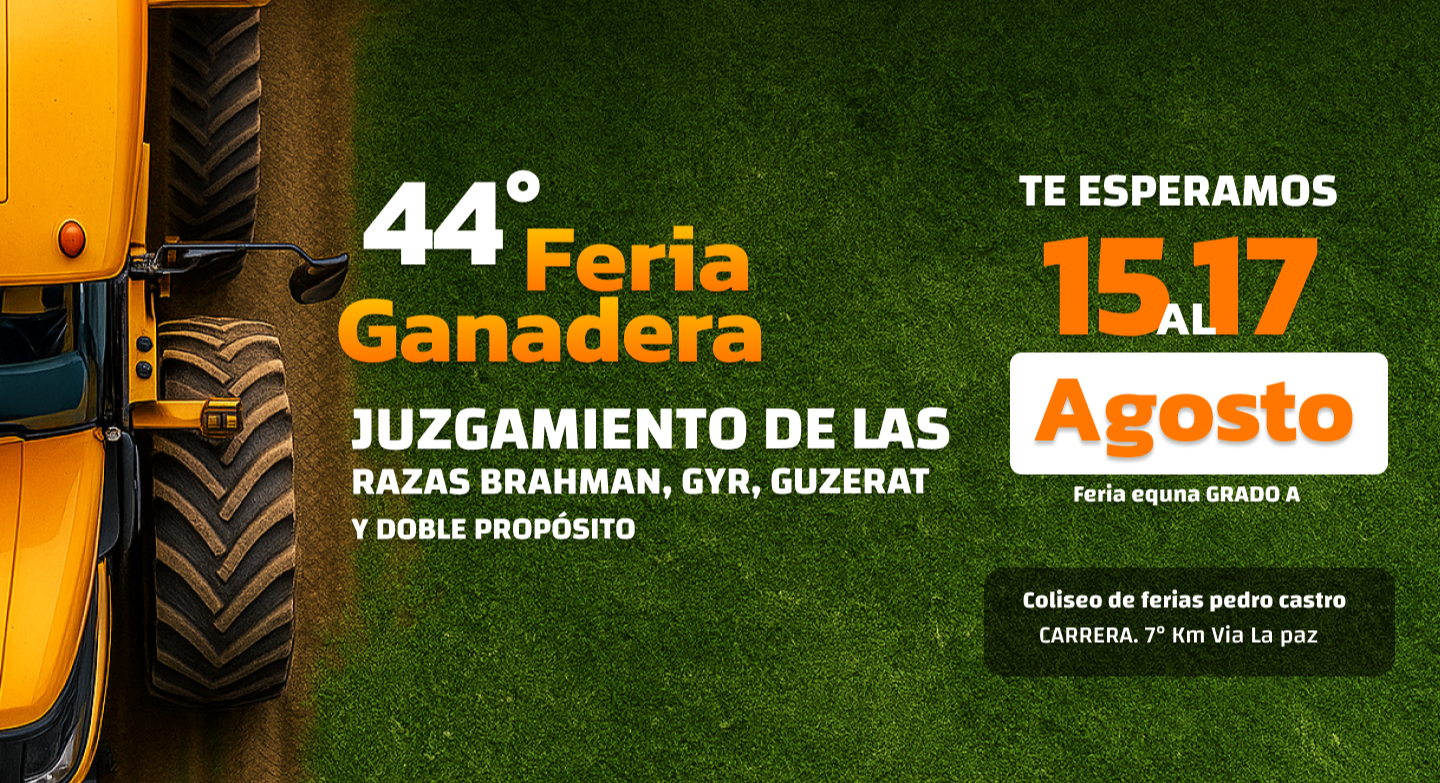 44°
Feria
Ganadera
JUZGAMIENTO DE LAS
RAZAS BRAHMAN, GYR, GUZERAT
Y DOBLE PROPÓSITO
TE ESPERAMOS
15 AL 17
Agosto
Feria equna GRADO A
Coliseo de ferias pedro castro
CARRERA. 7° Km Via La paz